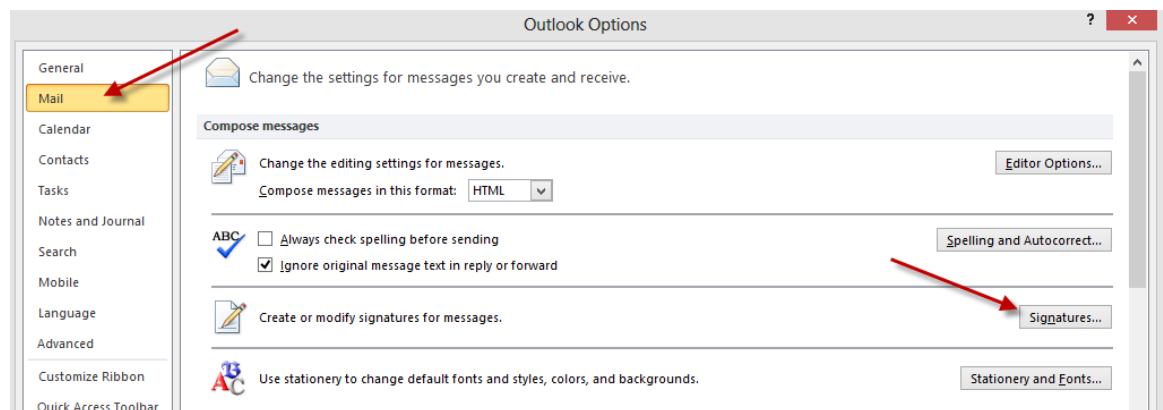 Outlook Options
?
×
General
Mail
Calendar
Contacts
Tasks
Notes and Journal
Search
Mobile
Language
Advanced
Customize Ribbon
Quick Access Toolbar
Change the settings for messages you create and receive.
Compose messages
Change the editing settings for messages.
Editor Options...
Compose messages in this format: HTML
ABC
Always check spelling before sending
Spelling and Autocorrect...
Ignore original message text in reply or forward
Create or modify signatures for messages.
Signatures...
Use stationery to change default fonts and styles, colors, and backgrounds.
Stationery and Fonts...